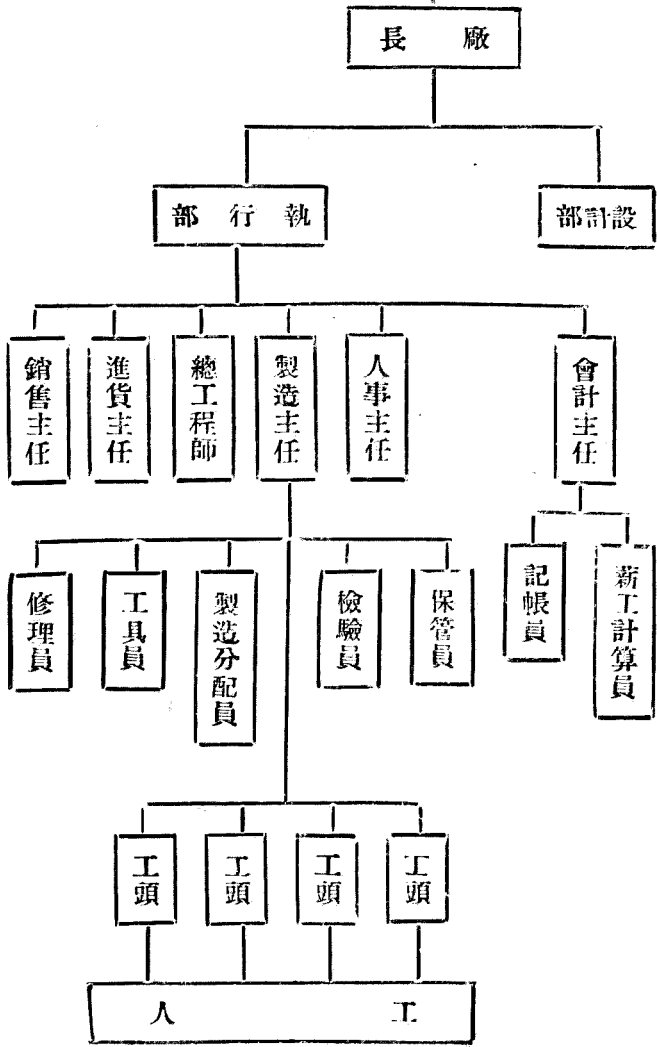 廠長
設計部
執行部
會計主任
人事主任
製造主任
總工程師
進貨主任
銷售主任
薪工計算員
記帳員
保管員
檢驗員
製造分配員
工具員
修理員
工頭
工頭
工頭
工頭
工人